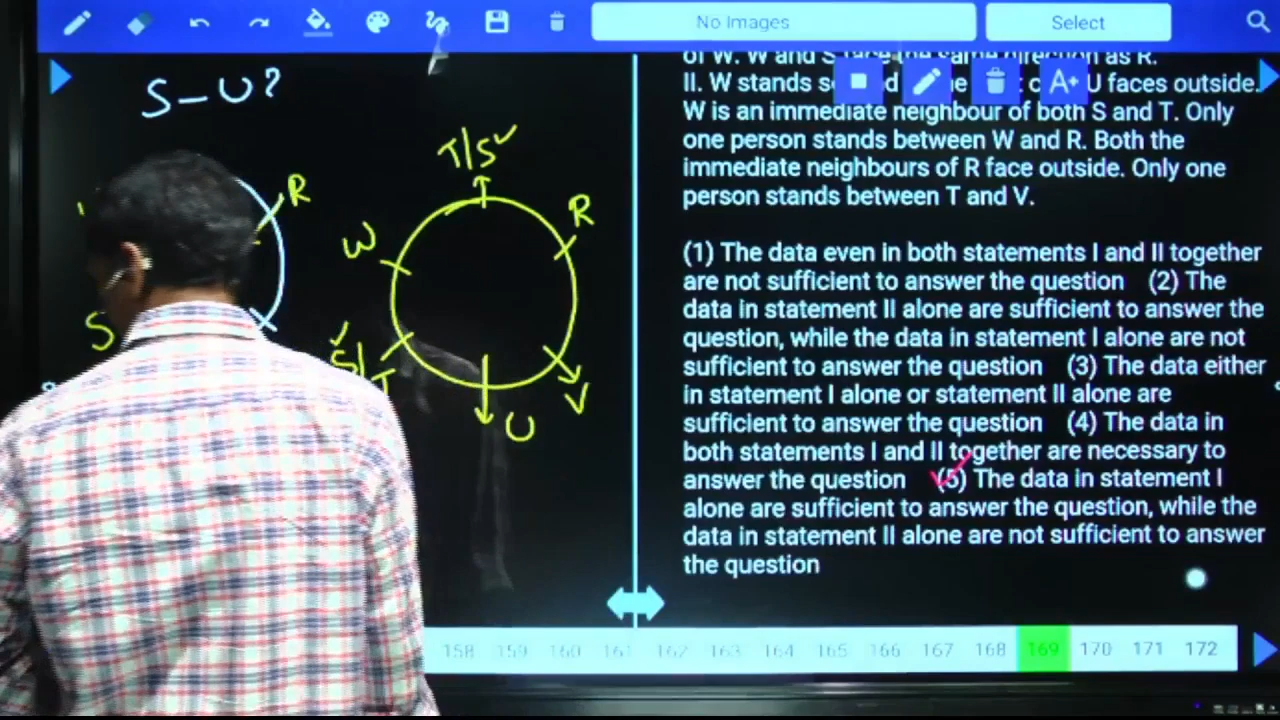 No Images
Select
S-U?
R
S
T/S✓
R
W
✓
S/
T
U
V
of W. W and S face the same direction as R.
II. W stands U faces outside.
W is an immediate neighbour of both S and T. Only
one person stands between W and R. Both the
immediate neighbours of R face outside. Only one
person stands between T and V.
A+
(1) The data even in both statements I and II together
are not sufficient to answer the question (2) The
data in statement II alone are sufficient to answer the
question, while the data in statement I alone are not
sufficient to answer the question (3) The data either
in statement I alone or statement II alone are
sufficient to answer the question (4) The data in
both statements I and II together are necessary to
answer the question (5) The data in statement I
alone are sufficient to answer the question, while the
data in statement II alone are not sufficient to answer
the question
158 159 160 161 162 163 164 165 166 167 168 169 170 171 172